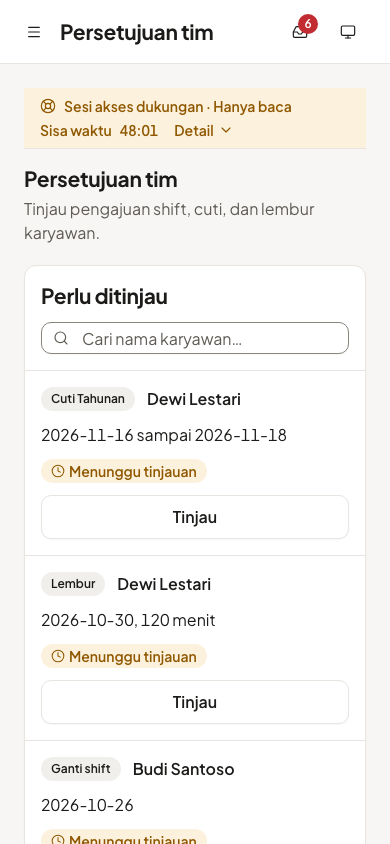 Persetujuan tim
6
Sesi akses dukungan · Hanya baca
Sisa waktu 48:01 Detail
Persetujuan tim
Tinjau pengajuan shift, cuti, dan lembur
karyawan.
Perlu ditinjau
Cari nama karyawan…
Cuti Tahunan Dewi Lestari
2026-11-16 sampai 2026-11-18
Menunggu tinjauan
Tinjau
Lembur Dewi Lestari
2026-10-30, 120 menit
Menunggu tinjauan
Tinjau
Ganti shift Budi Santoso
2026-10-26
Menunggu tinjauan